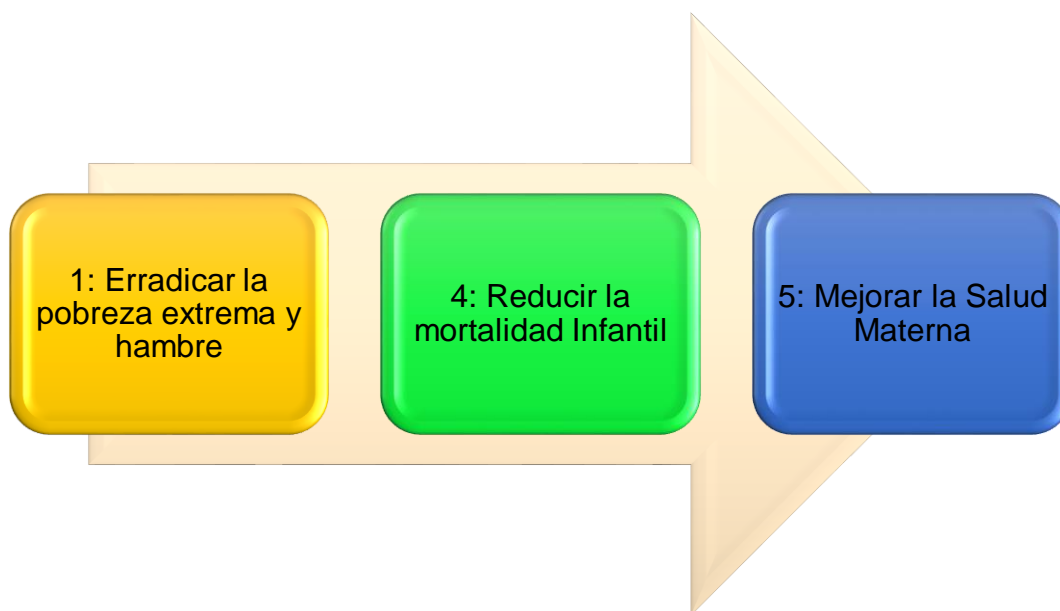 1: Erradicar la
pobreza extrema y
hambre
4: Reducir la
mortalidad Infantil
5: Mejorar la Salud
Materna